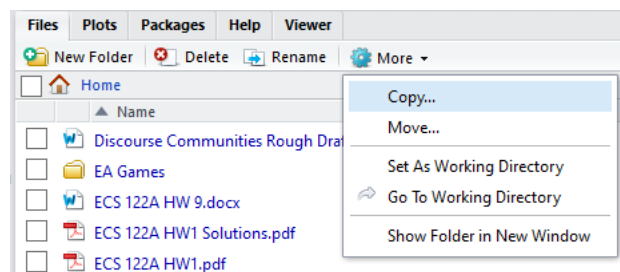 Files Plots Packages Help Viewer
New Folder Delete Rename More
Home
Name
Discourse Communities Rough Draf
EA Games
ECS 122A HW 9.docx
ECS 122A HW1 Solutions.pdf
ECS 122A HW1.pdf
Copy...
Move...
Set As Working Directory
Go To Working Directory
Show Folder in New Window